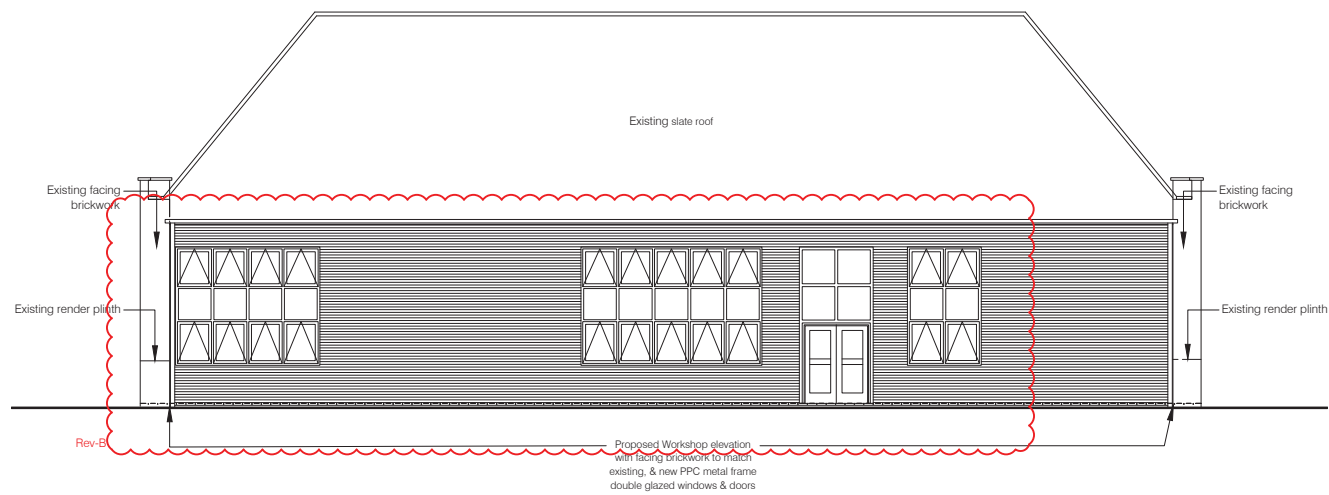 Existing slate roof
Existing facing
brickwork
Existing facing
brickwork
Existing render plinth
Existing render plinth
Rev-B
Proposed Workshop elevation
with facing brickwork to match
existing, & new PPC metal frame
double glazed windows & doors